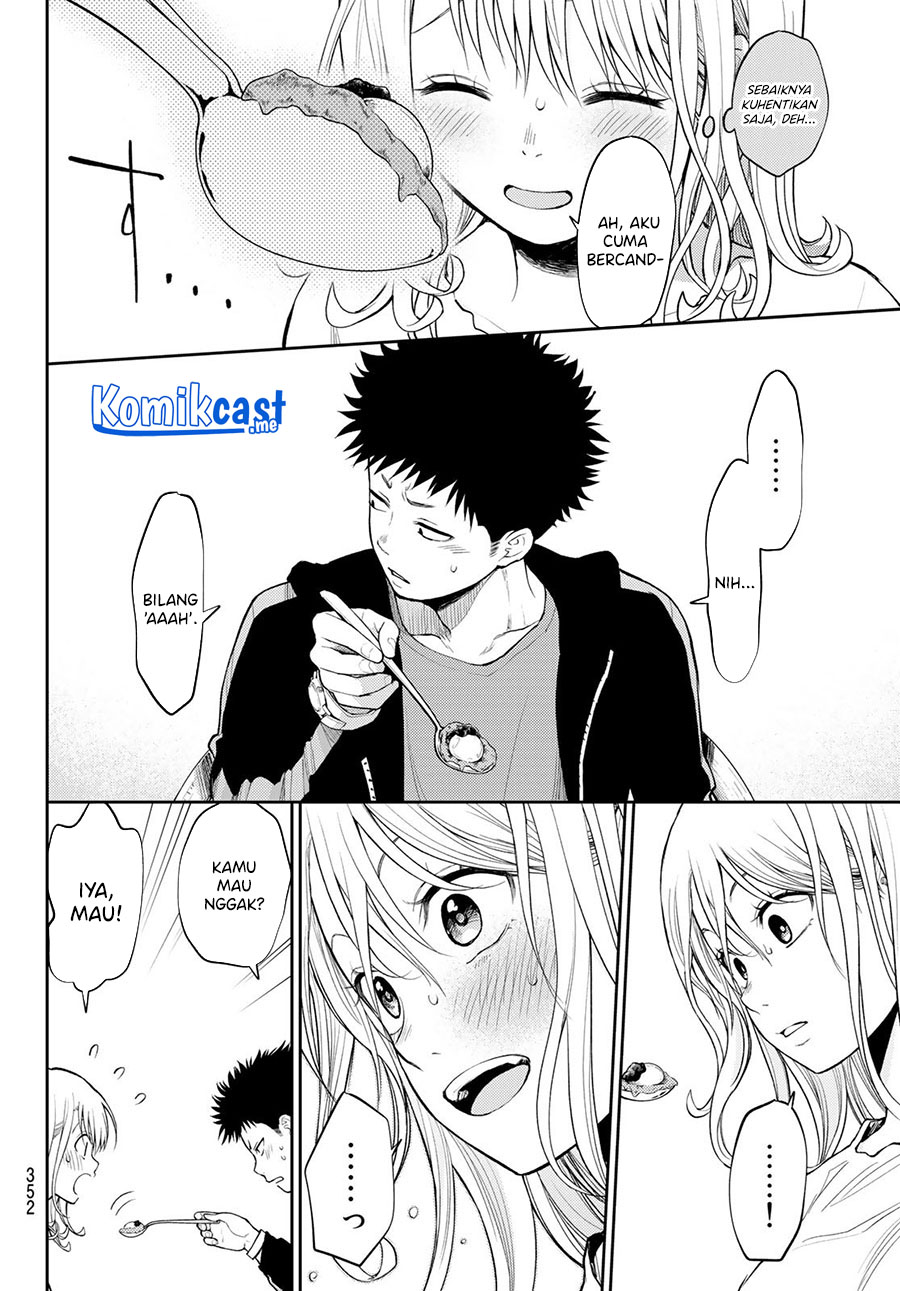 SEBAIKNYA
KUHENTIKAN
SAJA, DEH...
AH, AKU
CUMA
BERCAND-
す...
Komikcast
.me
......
NIH...
BILANG
'AAAH'.
......!
......っ
KAMU
MAU
NGGAK?
IYA,
MAU!
352